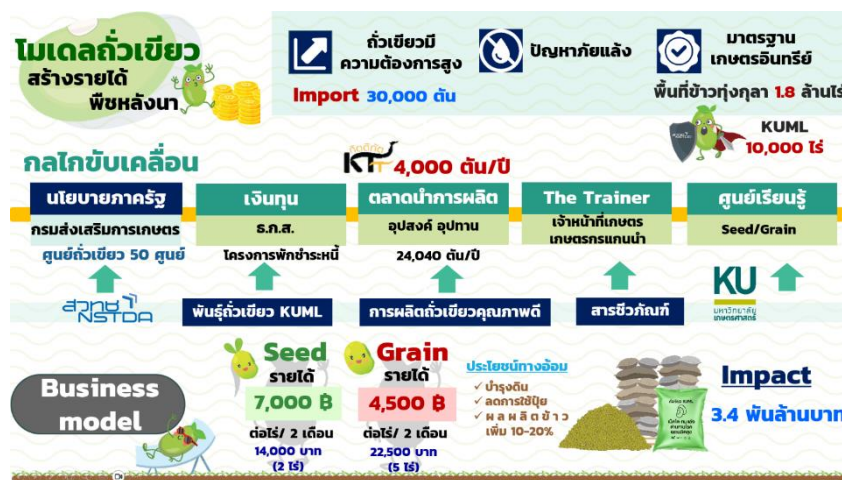 โมเดลถั่วเขียว
สร้างรายได้
พืชหลังนา
ถั่วเขียวมี
ความต้องการสูง
Import 30,000 ตัน
ปัญหาภัยแล้ง
มาตรฐาน
เกษตรอินทรีย์
พื้นที่ข้าวทุ่งกุลา 1.8 ล้านไร่
KUML
10,000 ไร่
กลไกขับเคลื่อน
กิตติทัต
KTT 4,000 ตัน/ปี
นโยบายภาครัฐ
กรมส่งเสริมการเกษตร
ศูนย์ถั่วเขียว 50 ศูนย์
เงินทุน
ธ.ก.ส.
โครงการพักชำระหนี้
ตลาดนำการผลิต
อุปสงค์ อุปทาน
24,040 ตัน/ปี
The Trainer
เจ้าหน้าที่เกษตร
เกษตรกรแกนนำ
ศูนย์เรียนรู้
Seed/Grain
สวทช
NSTDA
พันธุ์ถั่วเขียว KUML
การผลิตถั่วเขียวคุณภาพดี
สารชีวภัณฑ์
KU
มหาวิทยาลัย
เกษตรศาสตร์
Business
model
Seed
รายได้
7,000 ฿
ต่อไร่/ 2 เดือน
14,000 บาท
(2 ไร่)
Grain
รายได้
4,500 ฿
ต่อไร่/ 2 เดือน
22,500 บาท
(5 ไร่)
ประโยชน์ทางอ้อม
✓ บำรุงดิน
✓ ลดการใช้ปุ๋ย
✓ ผลผลิตข้าว
เพิ่ม 10-20%
Impact
3.4 พันล้านบาท